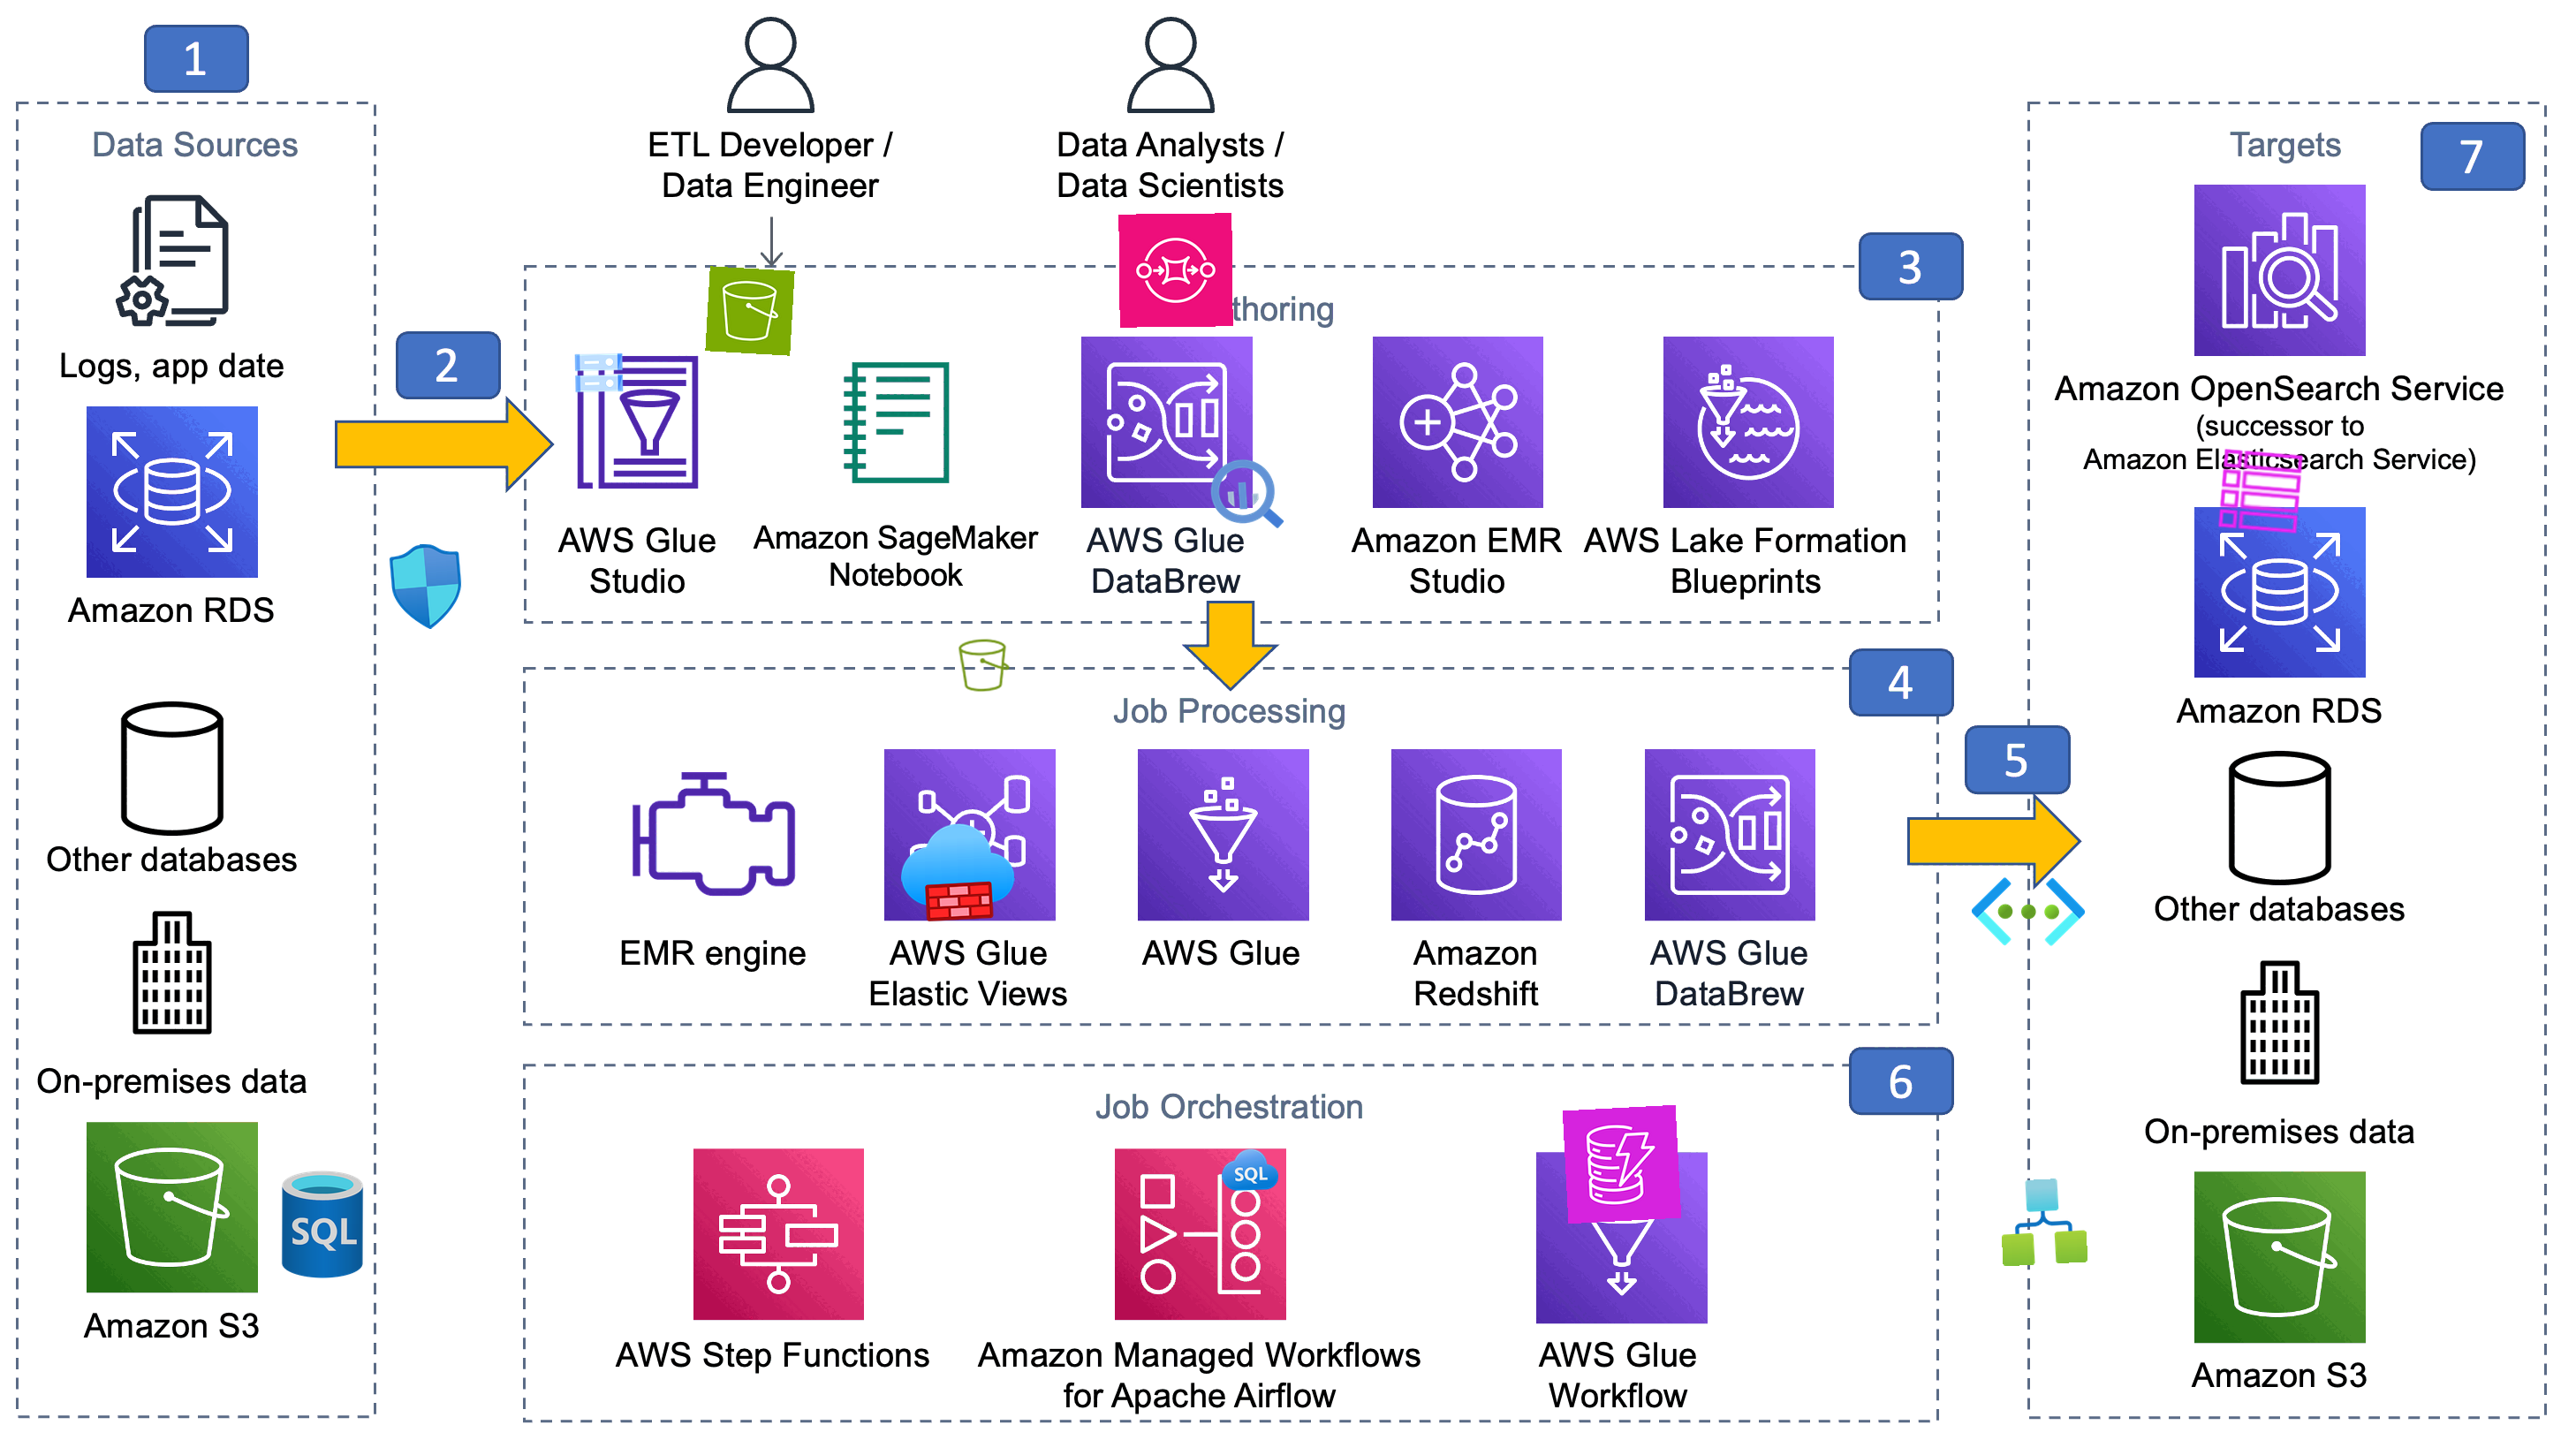 1
Data Sources
Logs, app date
Amazon RDS
Other databases
On-premises data
Amazon S3
SQL
2
ETL Developer /
Data Engineer
Data Analysts /
Data Scientists
3
AWS Glue
Studio
Amazon SageMaker
Notebook
AWS Glue
DataBrew
Amazon EMR
Studio
AWS Lake Formation
Blueprints
4
Job Processing
EMR engine
AWS Glue
Elastic Views
AWS Glue
Amazon
Redshift
AWS Glue
DataBrew
5
6
Job Orchestration
SQL
AWS Step Functions
Amazon Managed Workflows
for Apache Airflow
AWS Glue
Workflow
7
Targets
Amazon OpenSearch Service
(successor to
Amazon Elasticsearch Service)
Amazon RDS
Other databases
On-premises data
Amazon S3